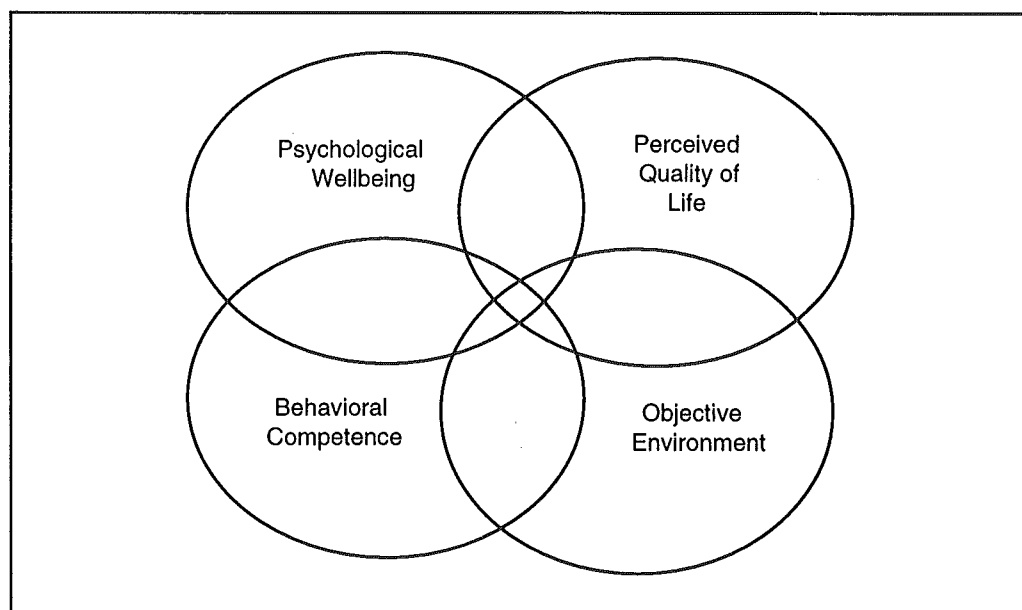 Psychological
Wellbeing
Perceived
Quality of
Life
Behavioral
Competence
Objective
Environment